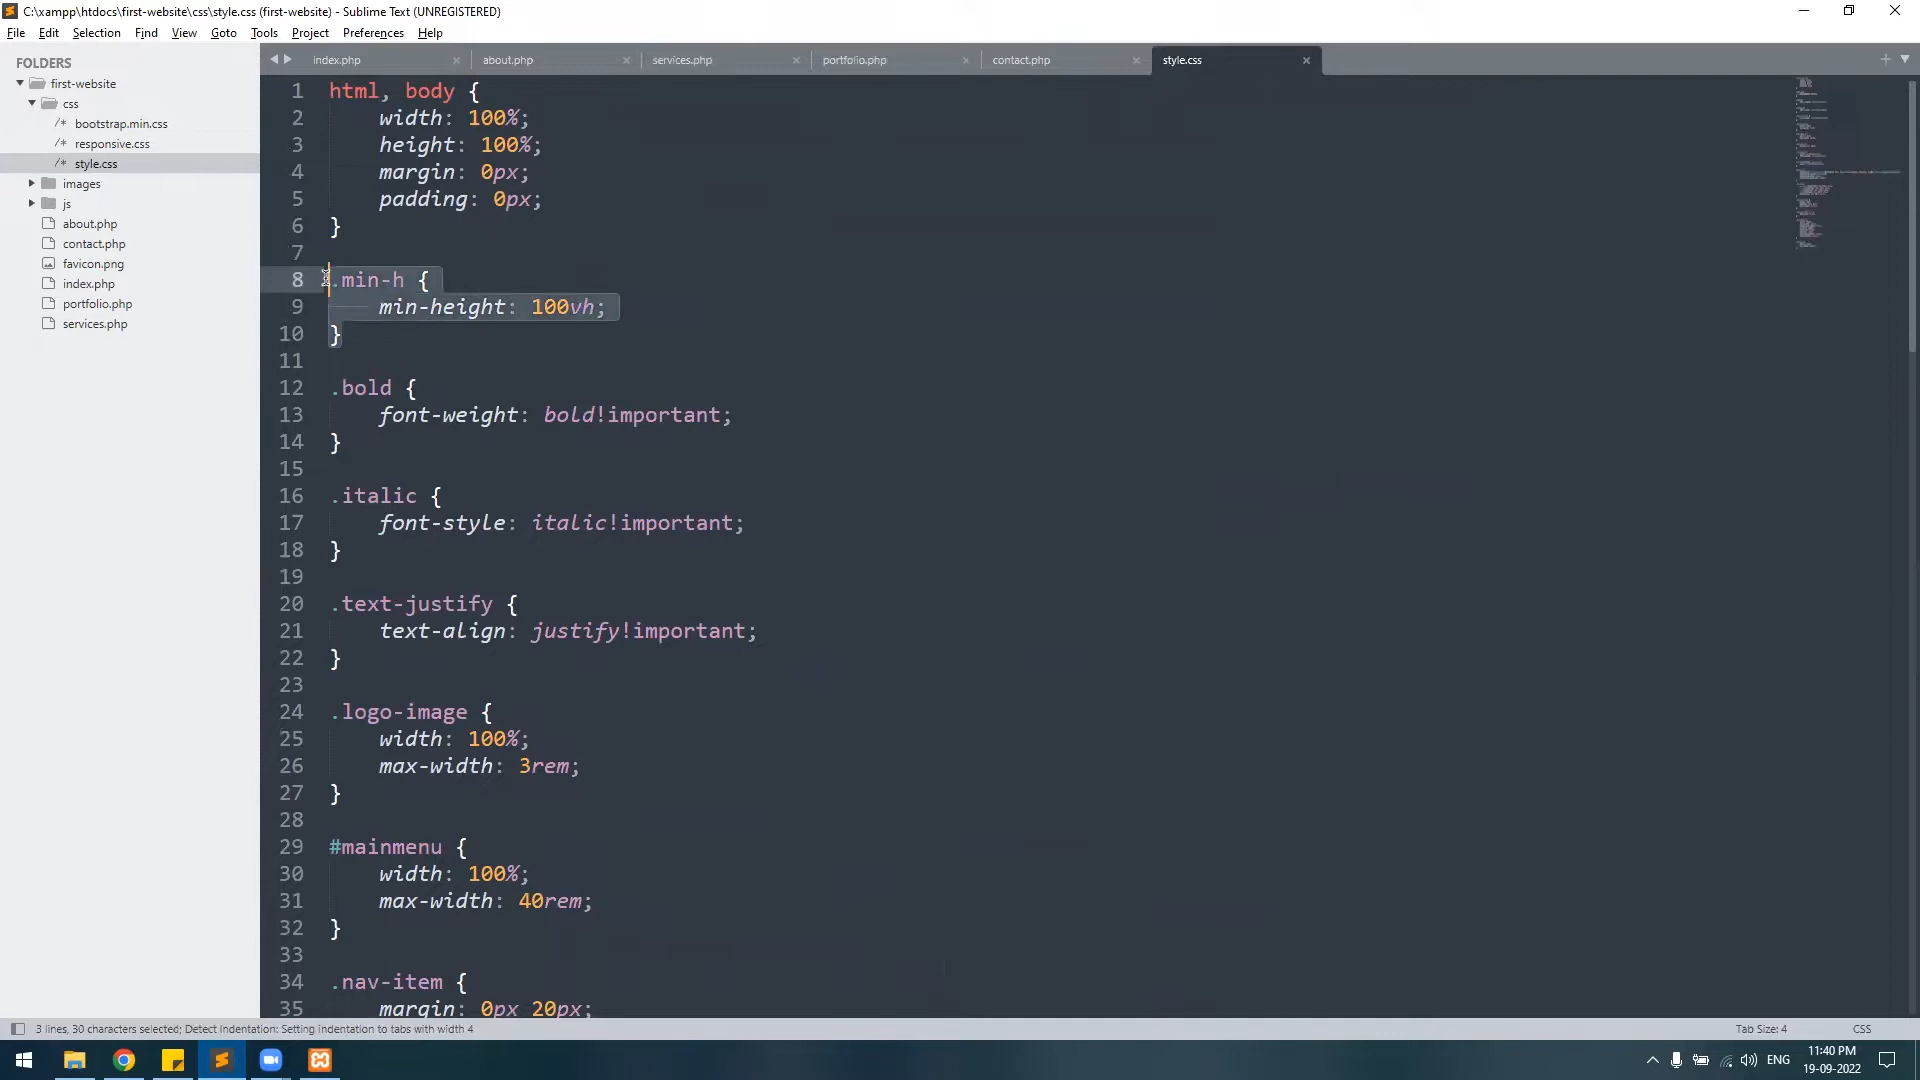 C:\xampp\htdocs\first-website\css\style.css (first-website) - Sublime Text (UNREGISTERED)
File Edit Selection Find View Goto Tools Project Preferences Help
FOLDERS
first-website
css
/* bootstrap.min.css
/* responsive.css
/* style.css
images
js
about.php
contact.php
favicon.png
index.php
portfolio.php
services.php
index.php about.php services.php portfolio.php contact.php style.css
1 html, body {
2 width: 100%;
3 height: 100%;
4 margin: 0px;
5 padding: 0px;
6 }
7
8 .min-h {
9 min-height: 100vh;
10 }
11
12 .bold {
13 font-weight: bold!important;
14 }
15
16 .italic {
17 font-style: italic!important;
18 }
19
20 .text-justify {
21 text-align: justify!important;
22 }
23
24 .logo-image {
25 width: 100%;
26 max-width: 3rem;
27 }
28
29 #mainmenu {
30 width: 100%;
31 max-width: 40rem;
32 }
33
34 .nav-item {
35 margin: 0px 20px;
3 lines, 30 characters selected; Detect Indentation: Setting indentation to tabs with width 4
Tab Size: 4 CSS
ENG
11:40 PM
19-09-2022